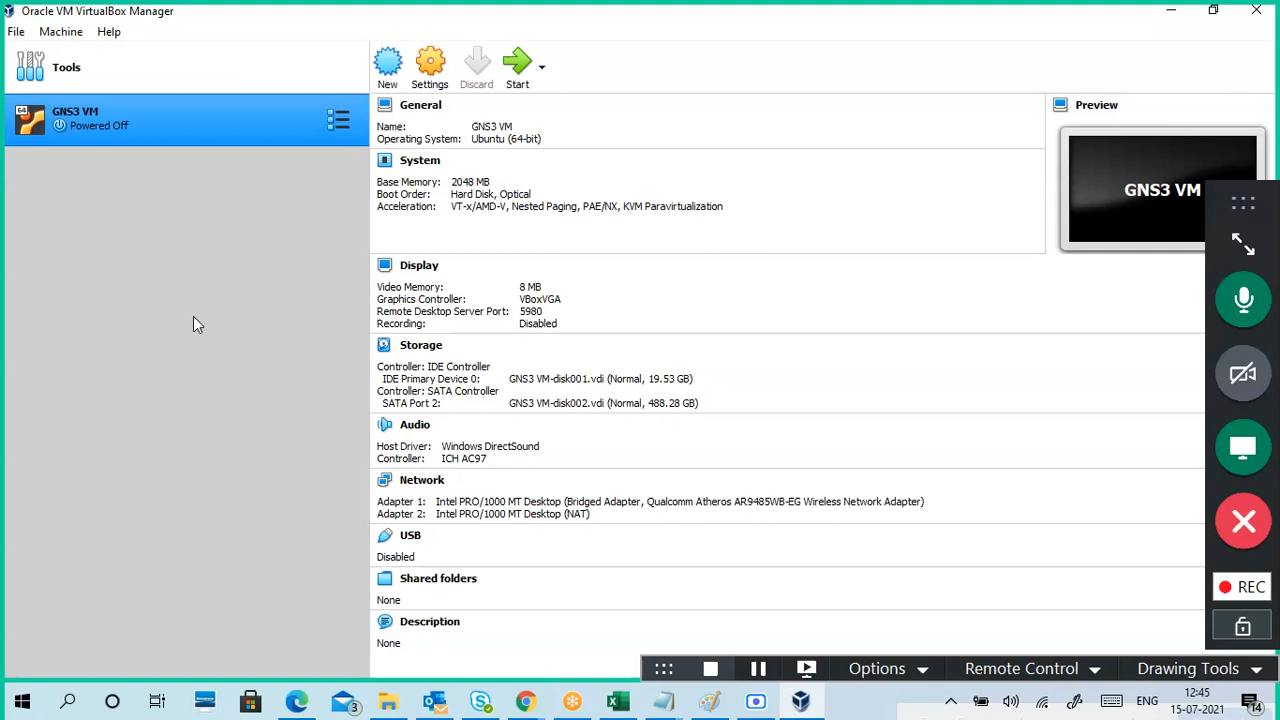 Oracle VM VirtualBox Manager
File Machine Help
Tools
New Settings Discard Start
64 GNS3 VM
Powered Off
General
Name: GNS3 VM
Operating System: Ubuntu (64-bit)
System
Base Memory: 2048 MB
Boot Order: Hard Disk, Optical
Acceleration: VT-x/AMD-V, Nested Paging, PAE/NX, KVM Paravirtualization
Preview
GNS3 VM
Display
Video Memory: 8 MB
Graphics Controller: VBoxVGA
Remote Desktop Server Port: 5980
Recording: Disabled
Storage
Controller: IDE Controller
IDE Primary Device 0: GNS3 VM-disk001.vdi (Normal, 19.53 GB)
Controller: SATA Controller
SATA Port 2: GNS3 VM-disk002.vdi (Normal, 488.28 GB)
Audio
Host Driver: Windows DirectSound
Controller: ICH AC97
Network
Adapter 1: Intel PRO/1000 MT Desktop (Bridged Adapter, Qualcomm Atheros AR9485WB-EG Wireless Network Adapter)
Adapter 2: Intel PRO/1000 MT Desktop (NAT)
USB
Disabled
Shared folders
None
Description
None
REC
Options Remote Control Drawing Tools
3
ENG
12:45
15-07-2021
14